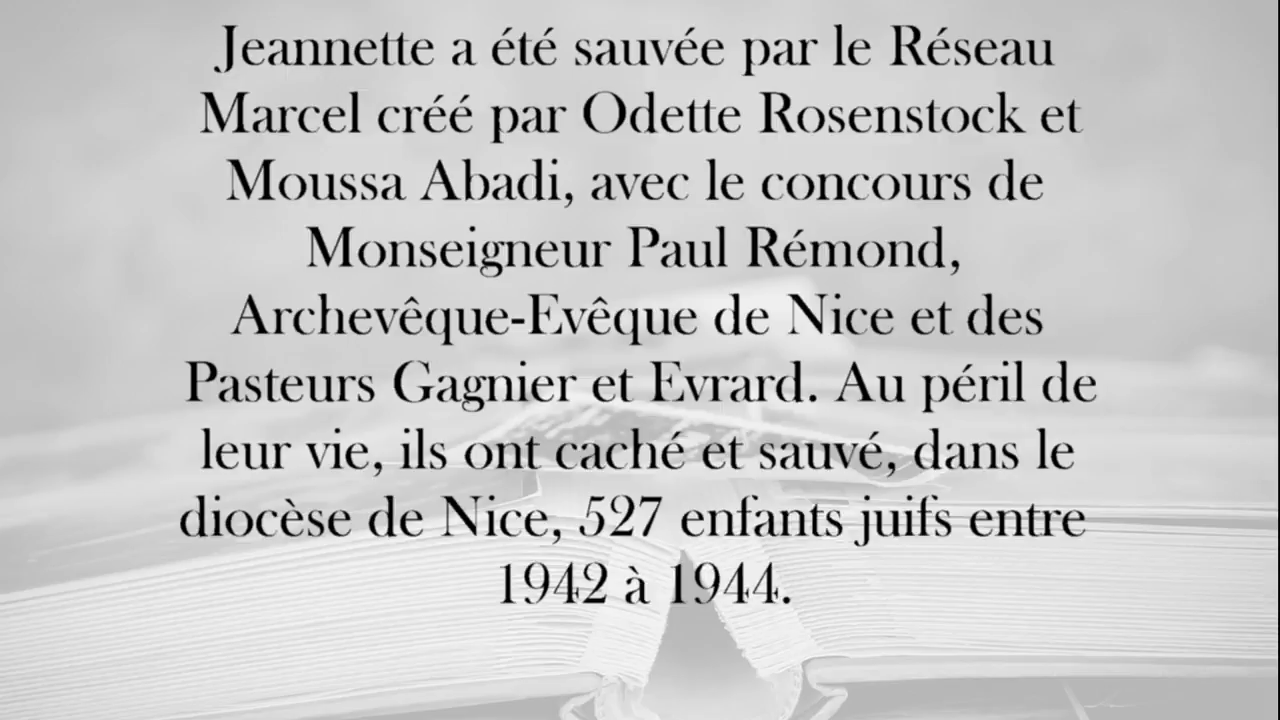 Jeannette a été sauvée par le Réseau
Marcel créé par Odette Rosenstock et
Moussa Abadi, avec le concours de
Monseigneur Paul Rémond,
Archevêque-Evêque de Nice et des
Pasteurs Gagnier et Evrard. Au péril de
leur vie, ils ont caché et sauvé, dans le
diocèse de Nice, 527 enfants juifs entre
1942 à 1944.